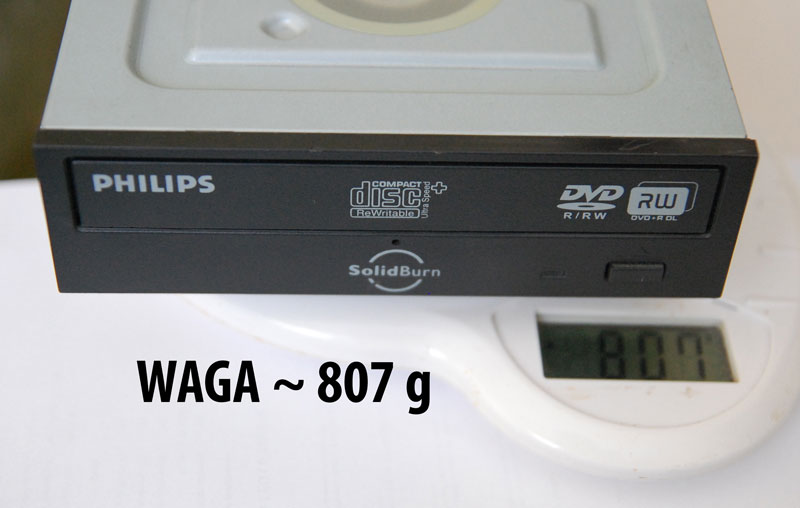 PHILIPS
COMPACT
disc
ReWritable
Ultra Speed
+
DVD
R/RW
RW
DVD+R DL
SolidBurn
807
WAGA ~ 807 g